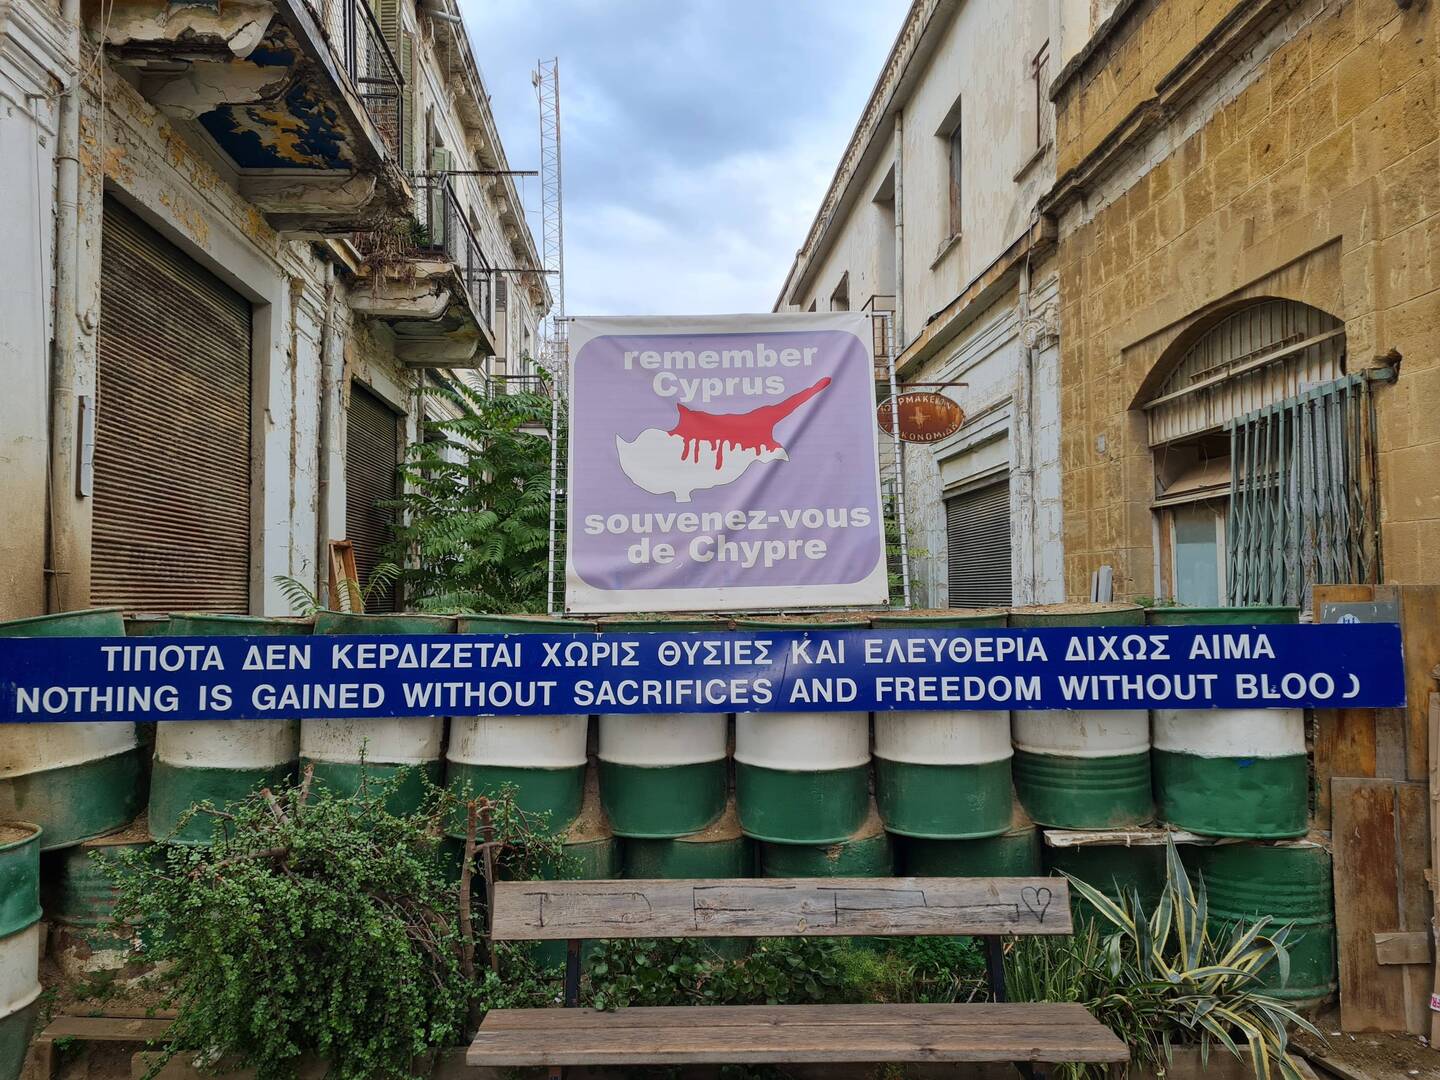 remember
Cyprus
souvenez-vous
de Chypre
ΤΙΠΟΤΑ ΔΕΝ ΚΕΡΔΙΖΕΤΑΙ ΧΩΡΙΣ ΘΥΣΙΕΣ ΚΑΙ ΕΛΕΥΘΕΡΙΑ ΔΙΧΩΣ ΑΙΜΑ
NOTHING IS GAINED WITHOUT SACRIFICES AND FREEDOM WITHOUT BLOOD